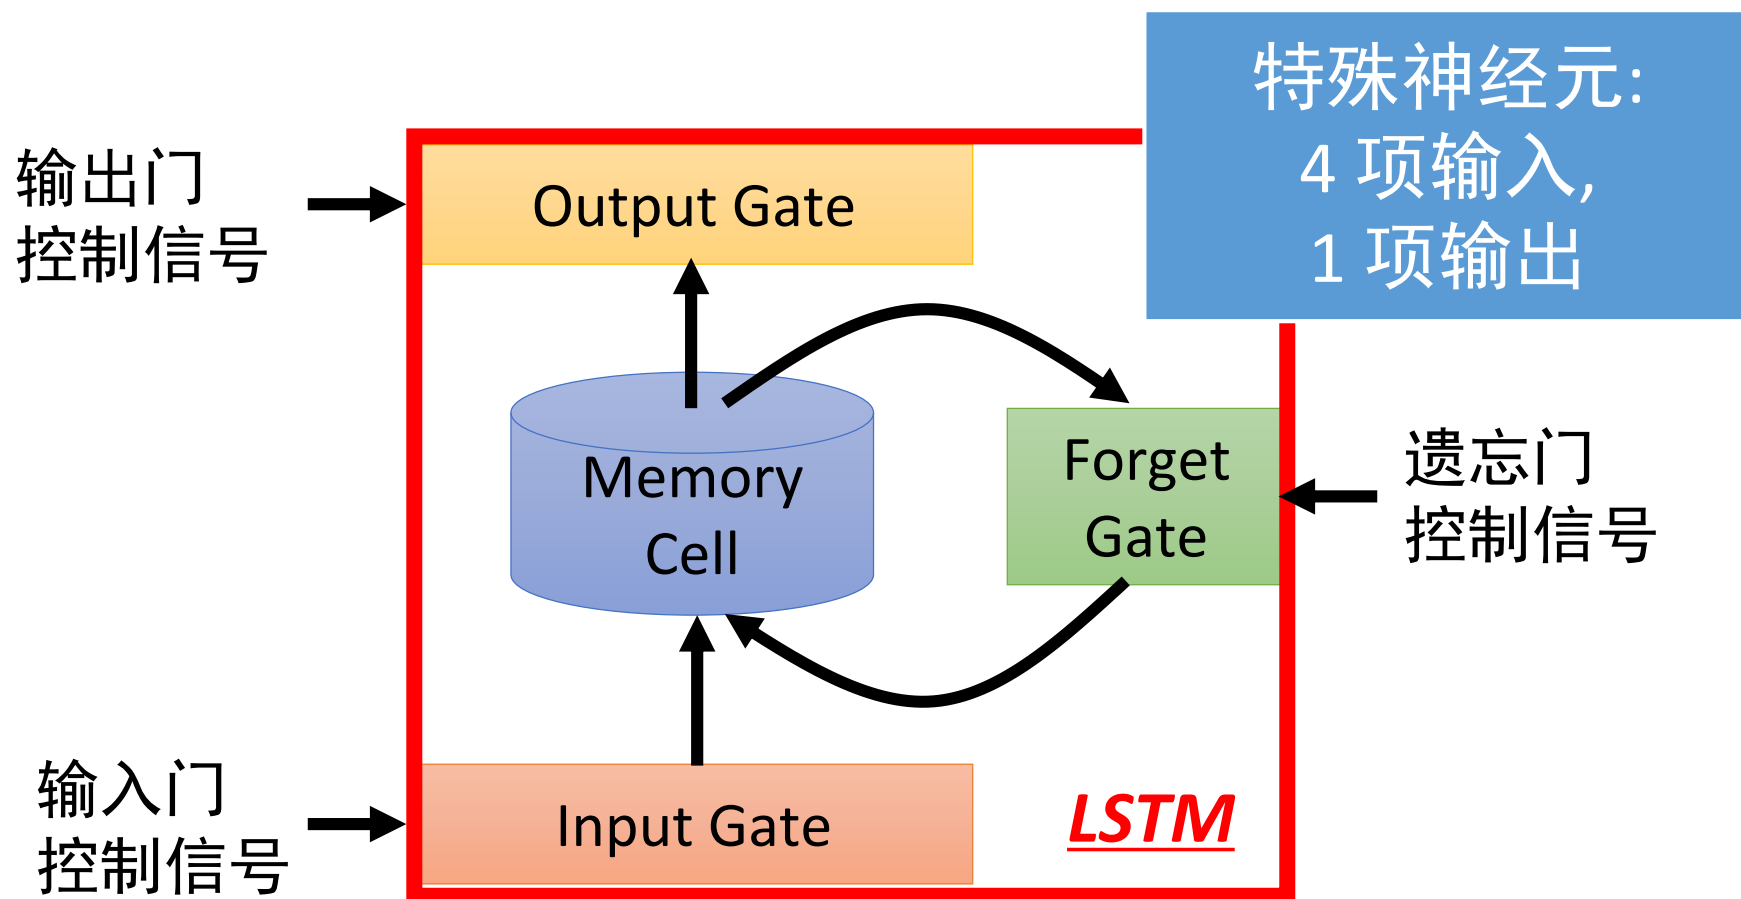 特殊神经元:
4 项输入,
1 项输出
输出门
控制信号
Output Gate
Memory
Cell
Forget
Gate
遗忘门
控制信号
输入门
控制信号
Input Gate
LSTM